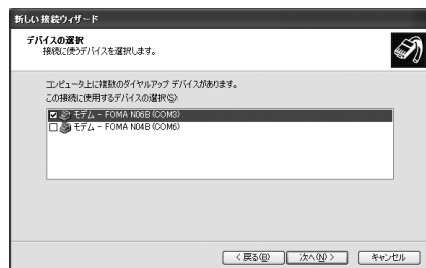 新しい接続ウィザード
デバイスの選択
接続に使うデバイスを選択します。
コンピュータ上に複数のダイヤルアップ デバイスがあります。
この接続に使用するデバイスの選択(S):
モデム - FOMA N06B (COM3)
モデム - FOMA N04B (COM6)
< 戻る(B) 次へ(N) > キャンセル